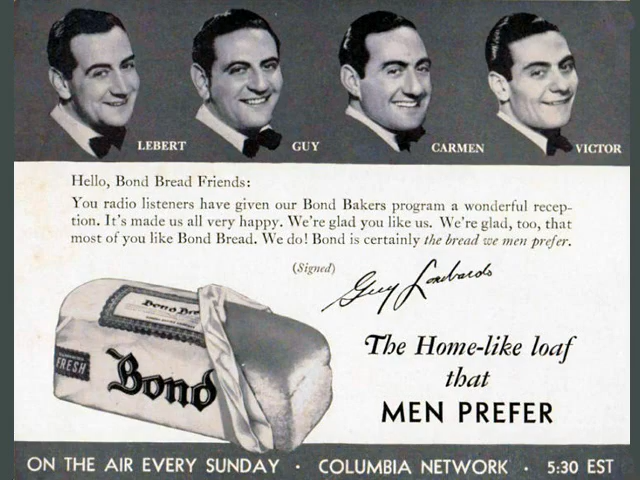 LEBERT
GUY
CARMEN
VICTOR
Hello, Bond Bread Friends:
You radio listeners have given our Bond Bakers program a wonderful recep-
tion. It's made us all very happy. We're glad you like us. We're glad, too, that
most of you like Bond Bread. We do! Bond is certainly the bread we men prefer.
(Signed)
Guy Lombardo
Bond Bre
FRESH
Bond
The Home-like loaf
that
MEN PREFER
ON THE AIR EVERY SUNDAY · COLUMBIA NETWORK · 5:30 EST